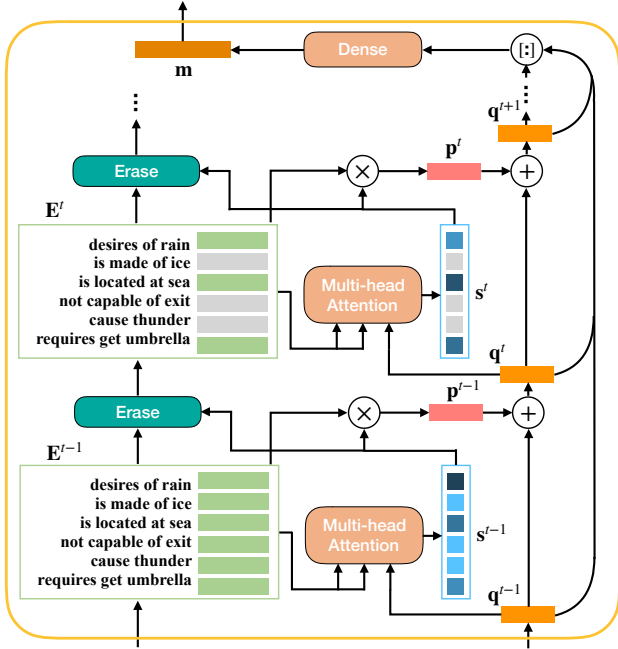 [:]
Dense
m
q^{t+1}
...
...
p^t
Erase
×
+
E^t
desires of rain
is made of ice
is located at sea
not capable of exit
cause thunder
requires get umbrella
Multi-head
Attention
s^t
q^t
p^{t-1}
Erase
×
+
E^{t-1}
desires of rain
is made of ice
is located at sea
not capable of exit
cause thunder
requires get umbrella
Multi-head
Attention
s^{t-1}
q^{t-1}